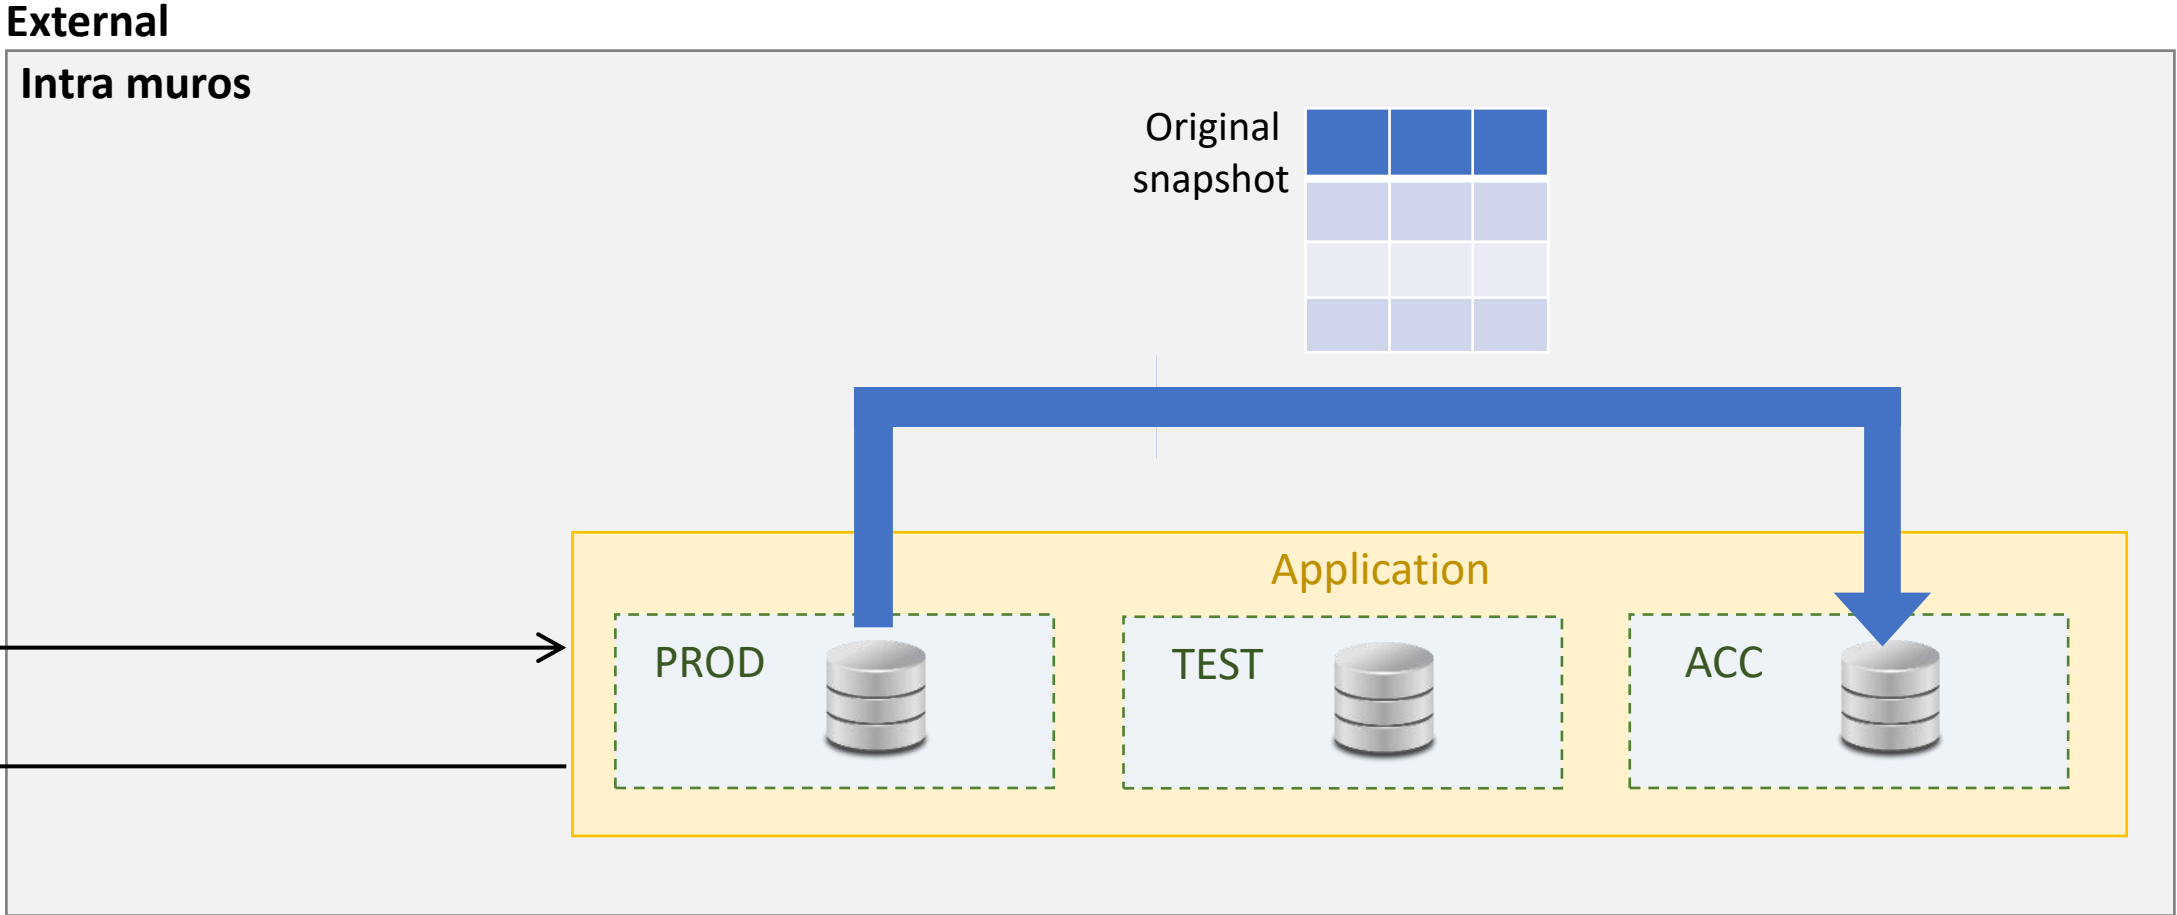 External
Intra muros
Original
snapshot
Application
PROD
TEST
ACC